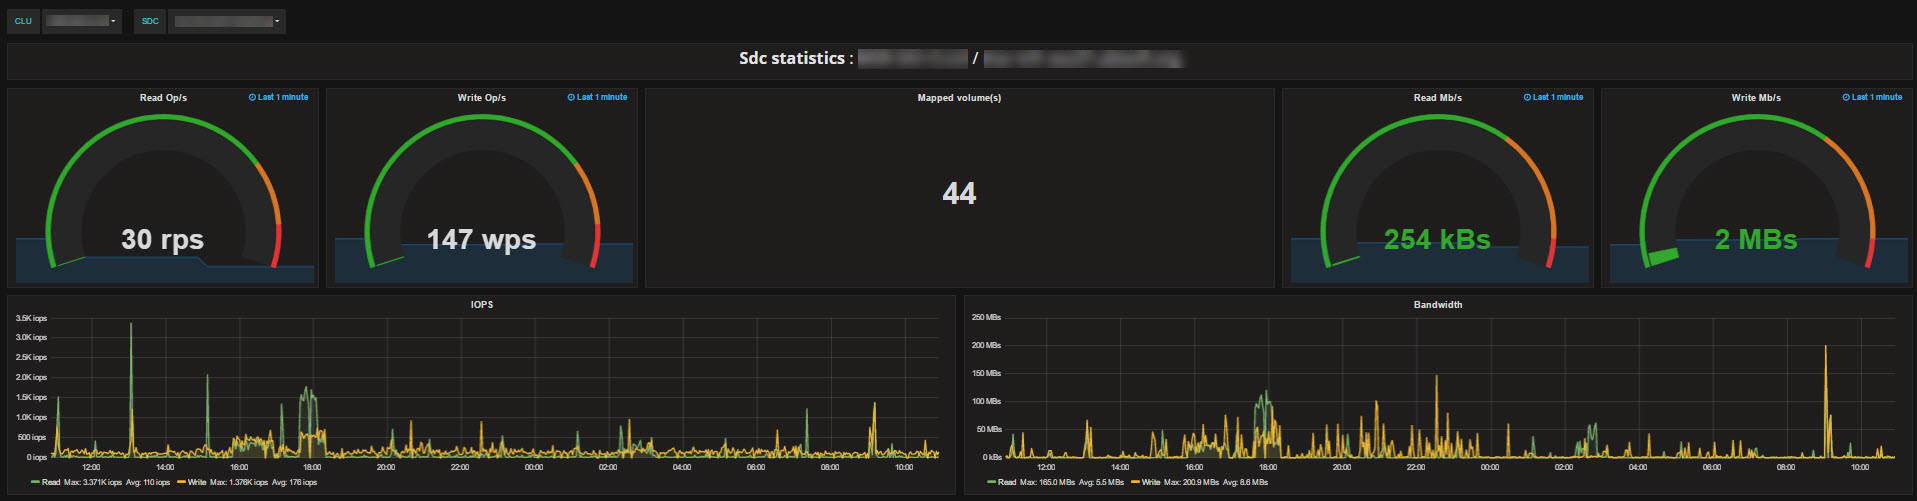 CLU SDC
Sdc statistics : /
Read Op/s Last 1 minute
30 rps
Write Op/s Last 1 minute
147 wps
Mapped volume(s)
44
Read Mb/s Last 1 minute
254 kBs
Write Mb/s Last 1 minute
2 MBs
IOPS
3.5K iops
3.0K iops
2.5K iops
2.0K iops
1.5K iops
1.0K iops
500 iops
0 iops
12:00 14:00 16:00 18:00 20:00 22:00 00:00 02:00 04:00 06:00 08:00 10:00
Read Max: 3.371K iops Avg: 110 iops Write Max: 1.376K iops Avg: 176 iops
Bandwidth
250 MBs
200 MBs
150 MBs
100 MBs
50 MBs
0 kBs
12:00 14:00 16:00 18:00 20:00 22:00 00:00 02:00 04:00 06:00 08:00 10:00
Read Max: 165.0 MBs Avg: 5.5 MBs Write Max: 200.9 MBs Avg: 8.6 MBs